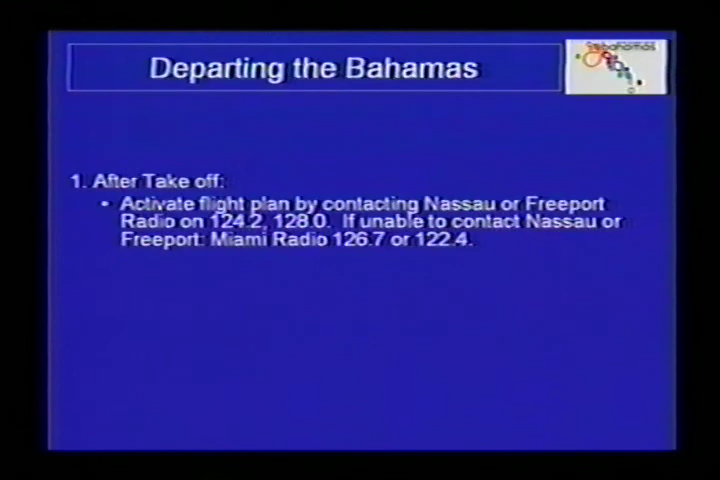 Departing the Bahamas
bahamas
1. After Take off:
• Activate flight plan by contacting Nassau or Freeport
Radio on 124.2, 128.0. If unable to contact Nassau or
Freeport: Miami Radio 126.7 or 122.4.